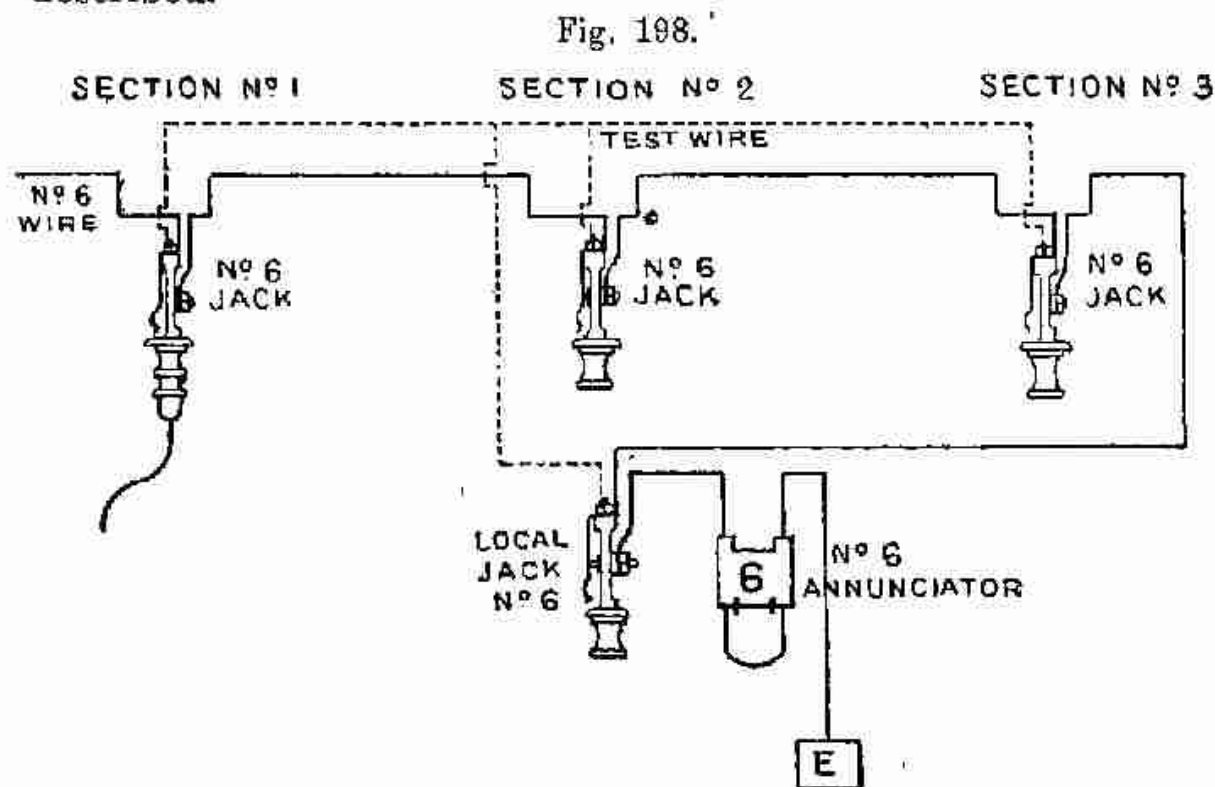 Fig. 198.
SECTION Nº 1
SECTION Nº 2
SECTION Nº 3
TEST WIRE
Nº 6
WIRE
Nº 6
JACK
Nº 6
JACK
Nº 6
JACK
LOCAL
JACK
Nº 6
6
Nº 6
ANNUNCIATOR
E